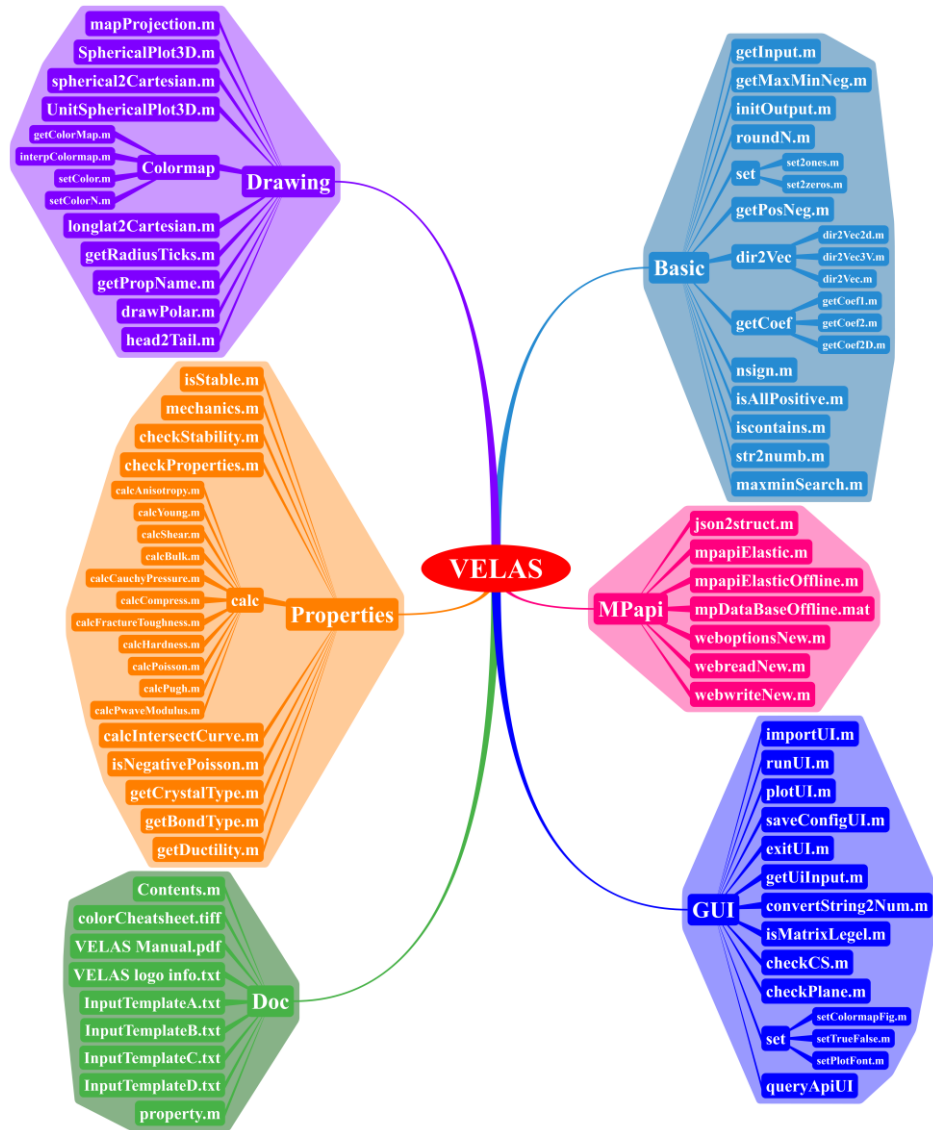 mapProjection.m
SphericalPlot3D.m
spherical2Cartesian.m
UnitSphericalPlot3D.m
getColorMap.m
interpColormap.m
setColor.m
setColorN.m
Colormap
Drawing
longlat2Cartesian.m
getRadiusTicks.m
getPropName.m
drawPolar.m
head2Tail.m
getInput.m
getMaxMinNeg.m
initOutput.m
roundN.m
set
set2ones.m
set2zeros.m
getPosNeg.m
Basic
dir2Vec
dir2Vec2d.m
dir2Vec3V.m
dir2Vec.m
getCoef
getCoef1.m
getCoef2.m
getCoef2D.m
nsign.m
isAllPositive.m
iscontains.m
str2numb.m
maxminSearch.m
isStable.m
mechanics.m
checkStability.m
checkProperties.m
calcAnisotropy.m
calcYoung.m
calcShear.m
calcBulk.m
calcCauchyPressure.m
calcCompress.m
calcFractureToughness.m
calcHardness.m
calcPoisson.m
calcPugh.m
calcPwaveModulus.m
calc
Properties
calcIntersectCurve.m
isNegativePoisson.m
getCrystalType.m
getBondType.m
getDuctility.m
VELAS
json2struct.m
mpapiElastic.m
mpapiElasticOffline.m
MPapi
mpDataBaseOffline.mat
weboptionsNew.m
webreadNew.m
webwriteNew.m
importUI.m
runUI.m
plotUI.m
saveConfigUI.m
exitUI.m
getUiInput.m
GUI
convertString2Num.m
isMatrixLegel.m
checkCS.m
checkPlane.m
set
setColormapFig.m
setTrueFalse.m
setPlotFont.m
queryApiUI
Contents.m
colorCheatsheet.tiff
VELAS Manual.pdf
VELAS logo info.txt
Doc
InputTemplateA.txt
InputTemplateB.txt
InputTemplateC.txt
InputTemplateD.txt
property.m